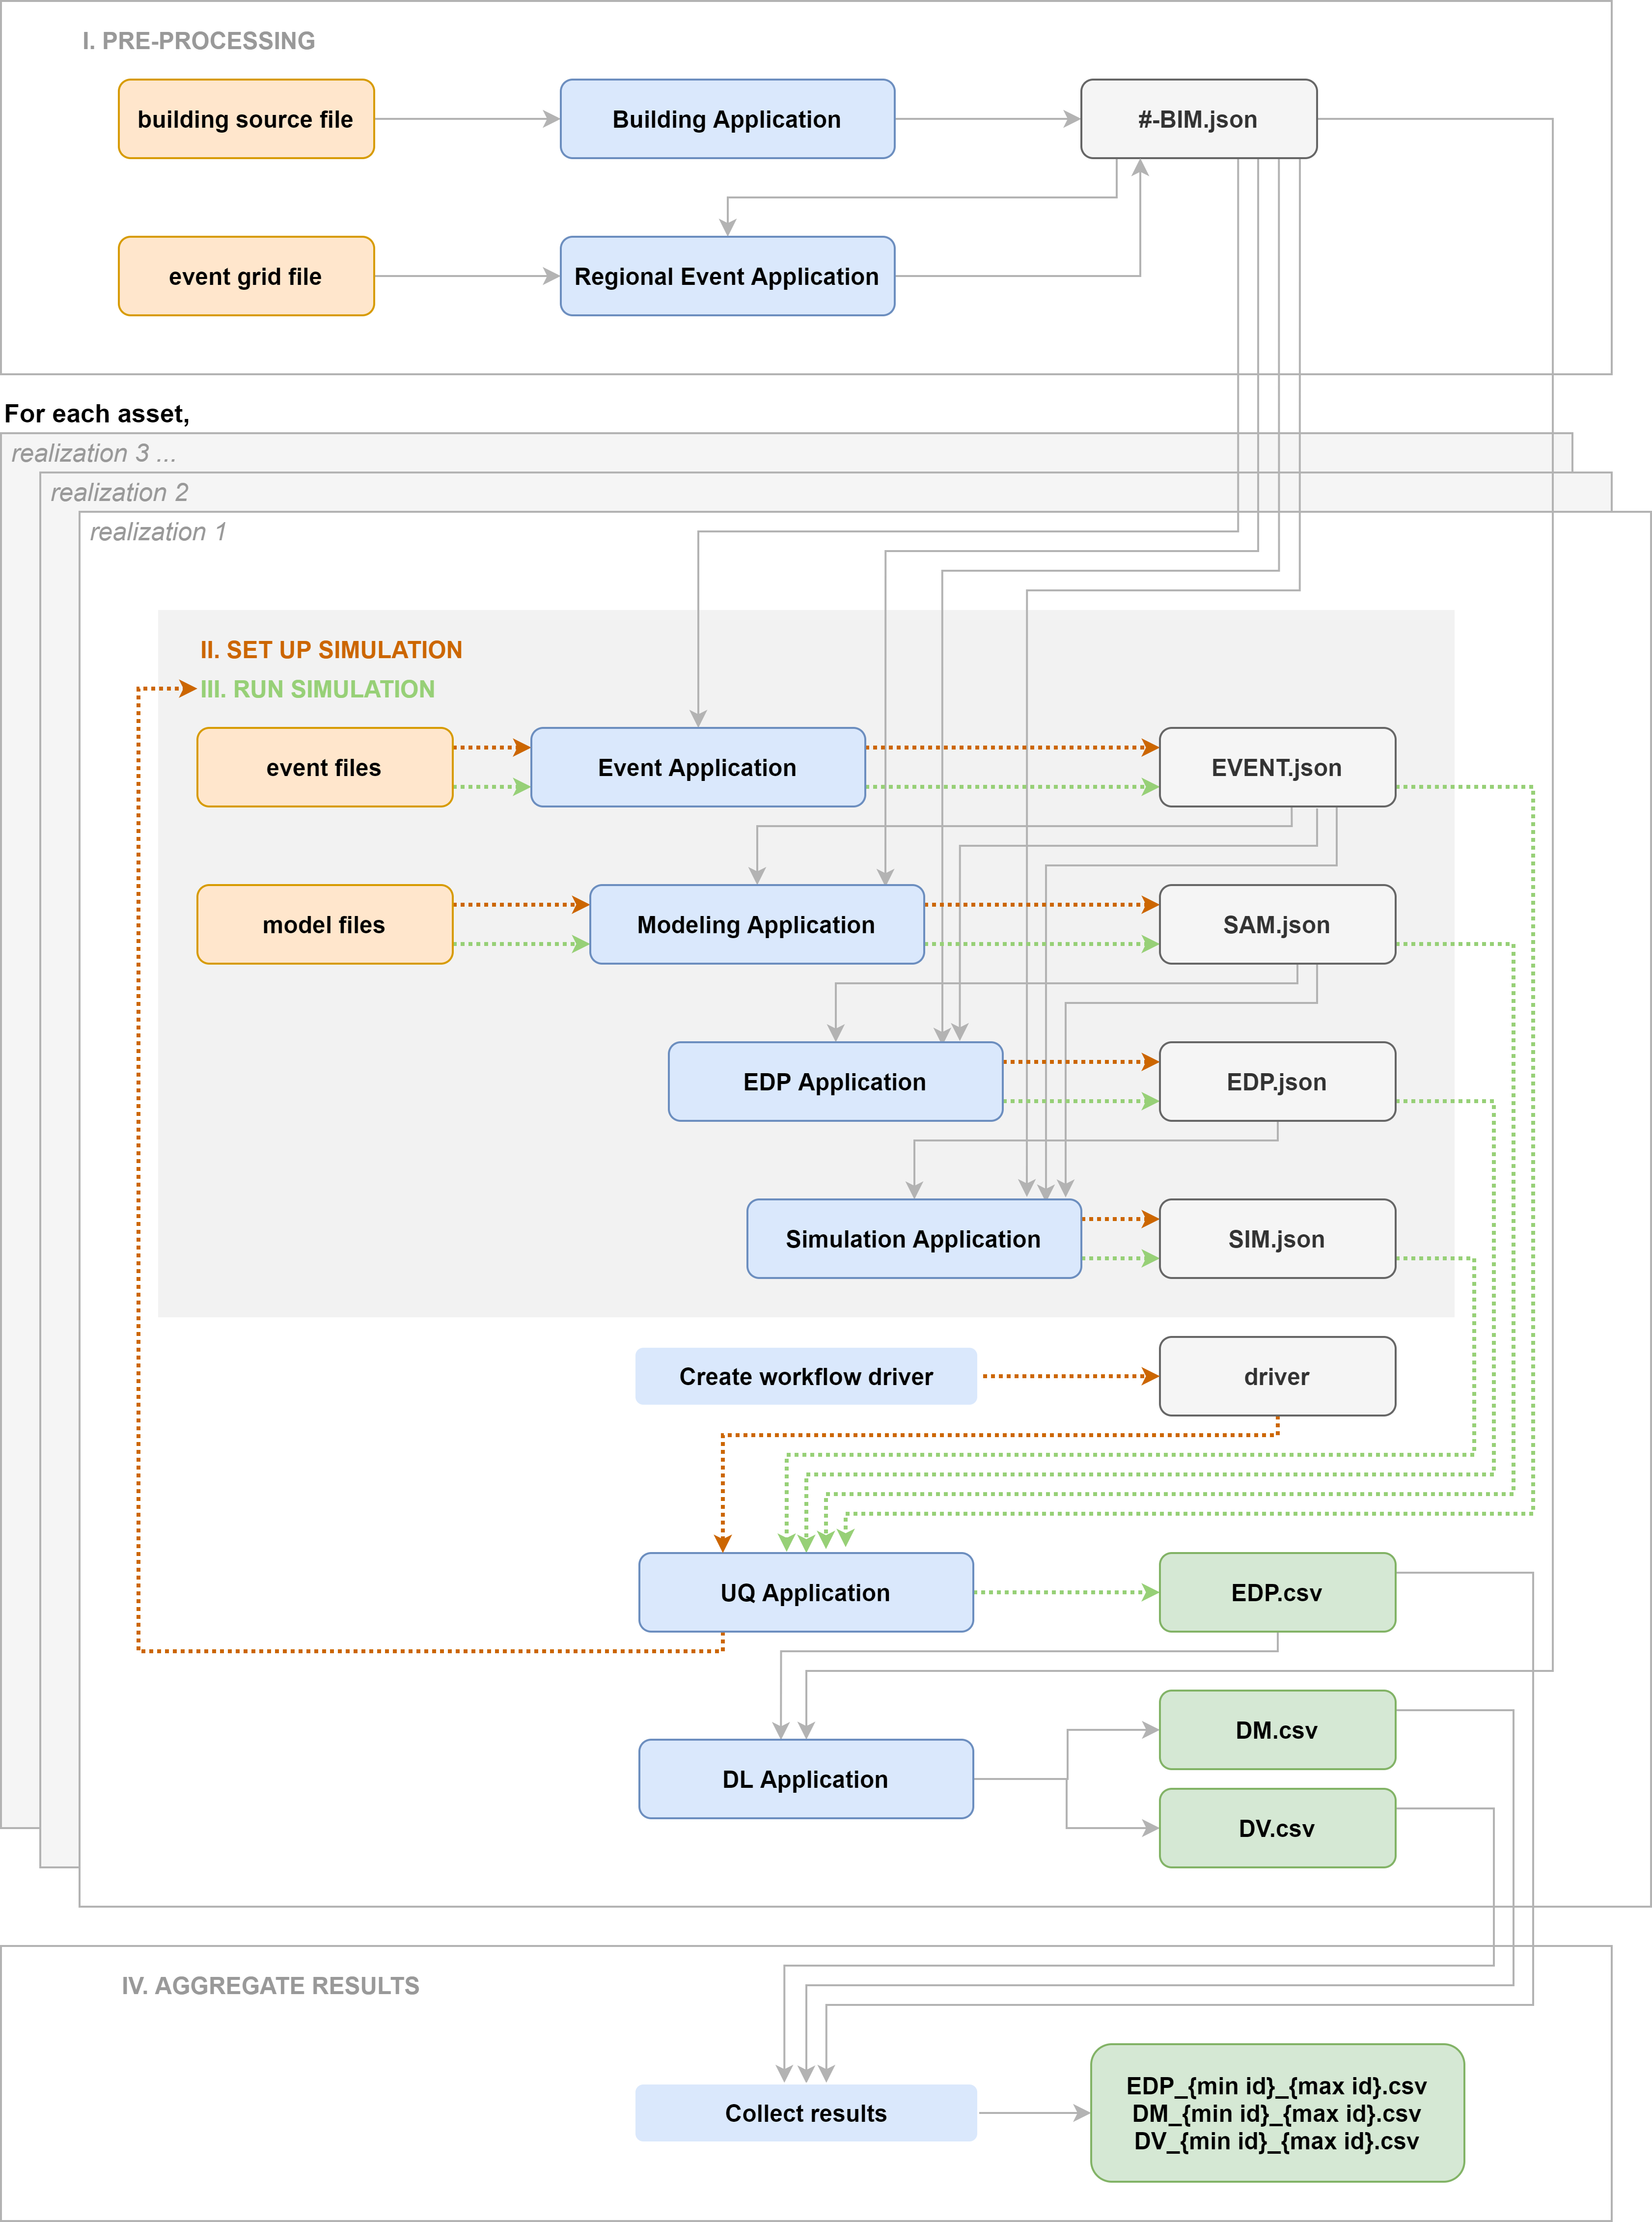 I. PRE-PROCESSING
building source file
Building Application
#-BIM.json
event grid file
Regional Event Application
For each asset,
realization 3 ...
realization 2
realization 1
II. SET UP SIMULATION
III. RUN SIMULATION
event files
Event Application
EVENT.json
model files
Modeling Application
SAM.json
EDP Application
EDP.json
Simulation Application
SIM.json
Create workflow driver
driver
UQ Application
EDP.csv
DM.csv
DL Application
DV.csv
IV. AGGREGATE RESULTS
Collect results
EDP_{min id}_{max id}.csv
DM_{min id}_{max id}.csv
DV_{min id}_{max id}.csv